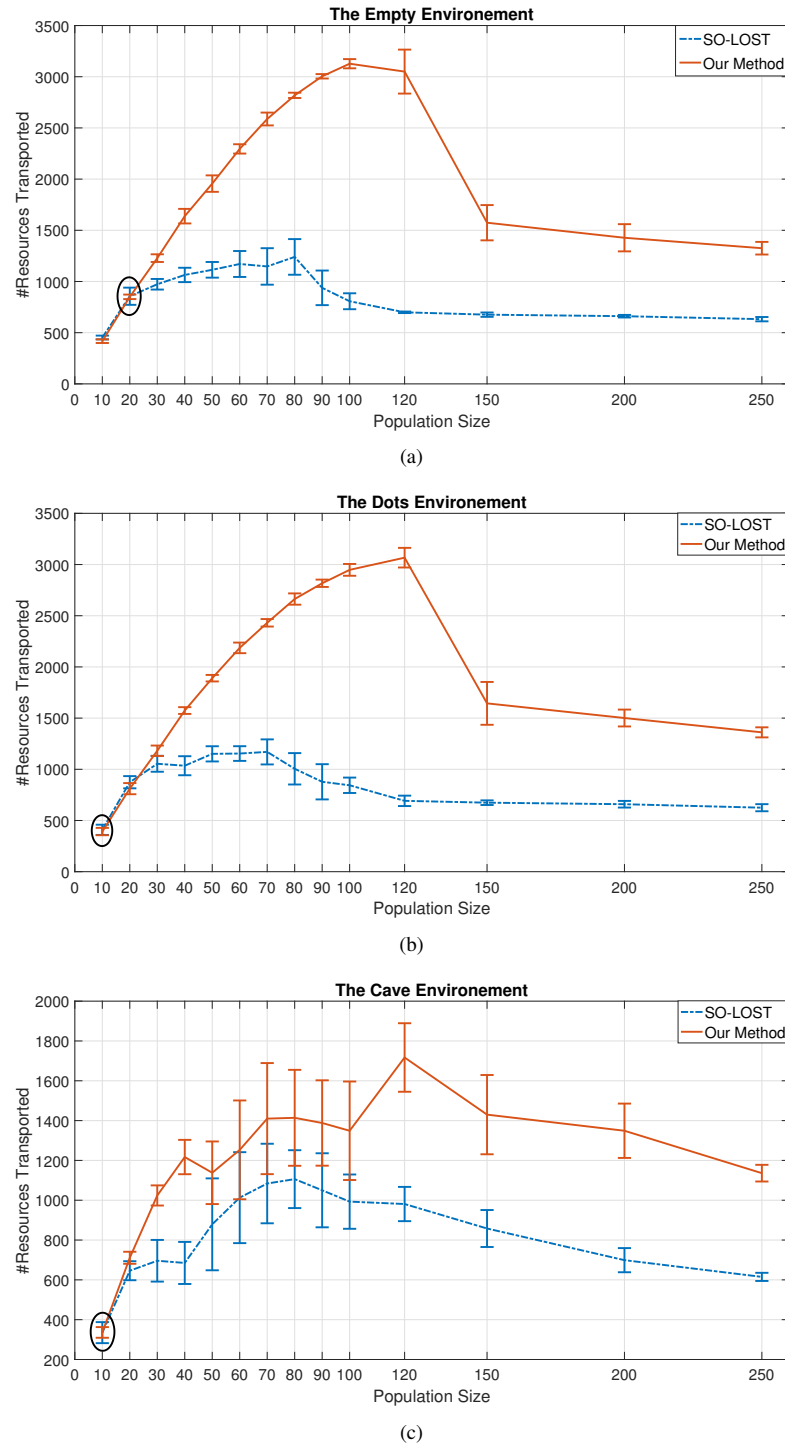 The Empty Environement
SO-LOST
Our Method
3500
3000
2500
2000
1500
1000
500
0
#Resources Transported
0 10 20 30 40 50 60 70 80 90 100 120 150 200 250
Population Size
(a)
The Dots Environement
SO-LOST
Our Method
3500
3000
2500
2000
1500
1000
500
0
#Resources Transported
0 10 20 30 40 50 60 70 80 90 100 120 150 200 250
Population Size
(b)
The Cave Environement
SO-LOST
Our Method
2000
1800
1600
1400
1200
1000
800
600
400
200
#Resources Transported
0 10 20 30 40 50 60 70 80 90 100 120 150 200 250
Population Size
(c)